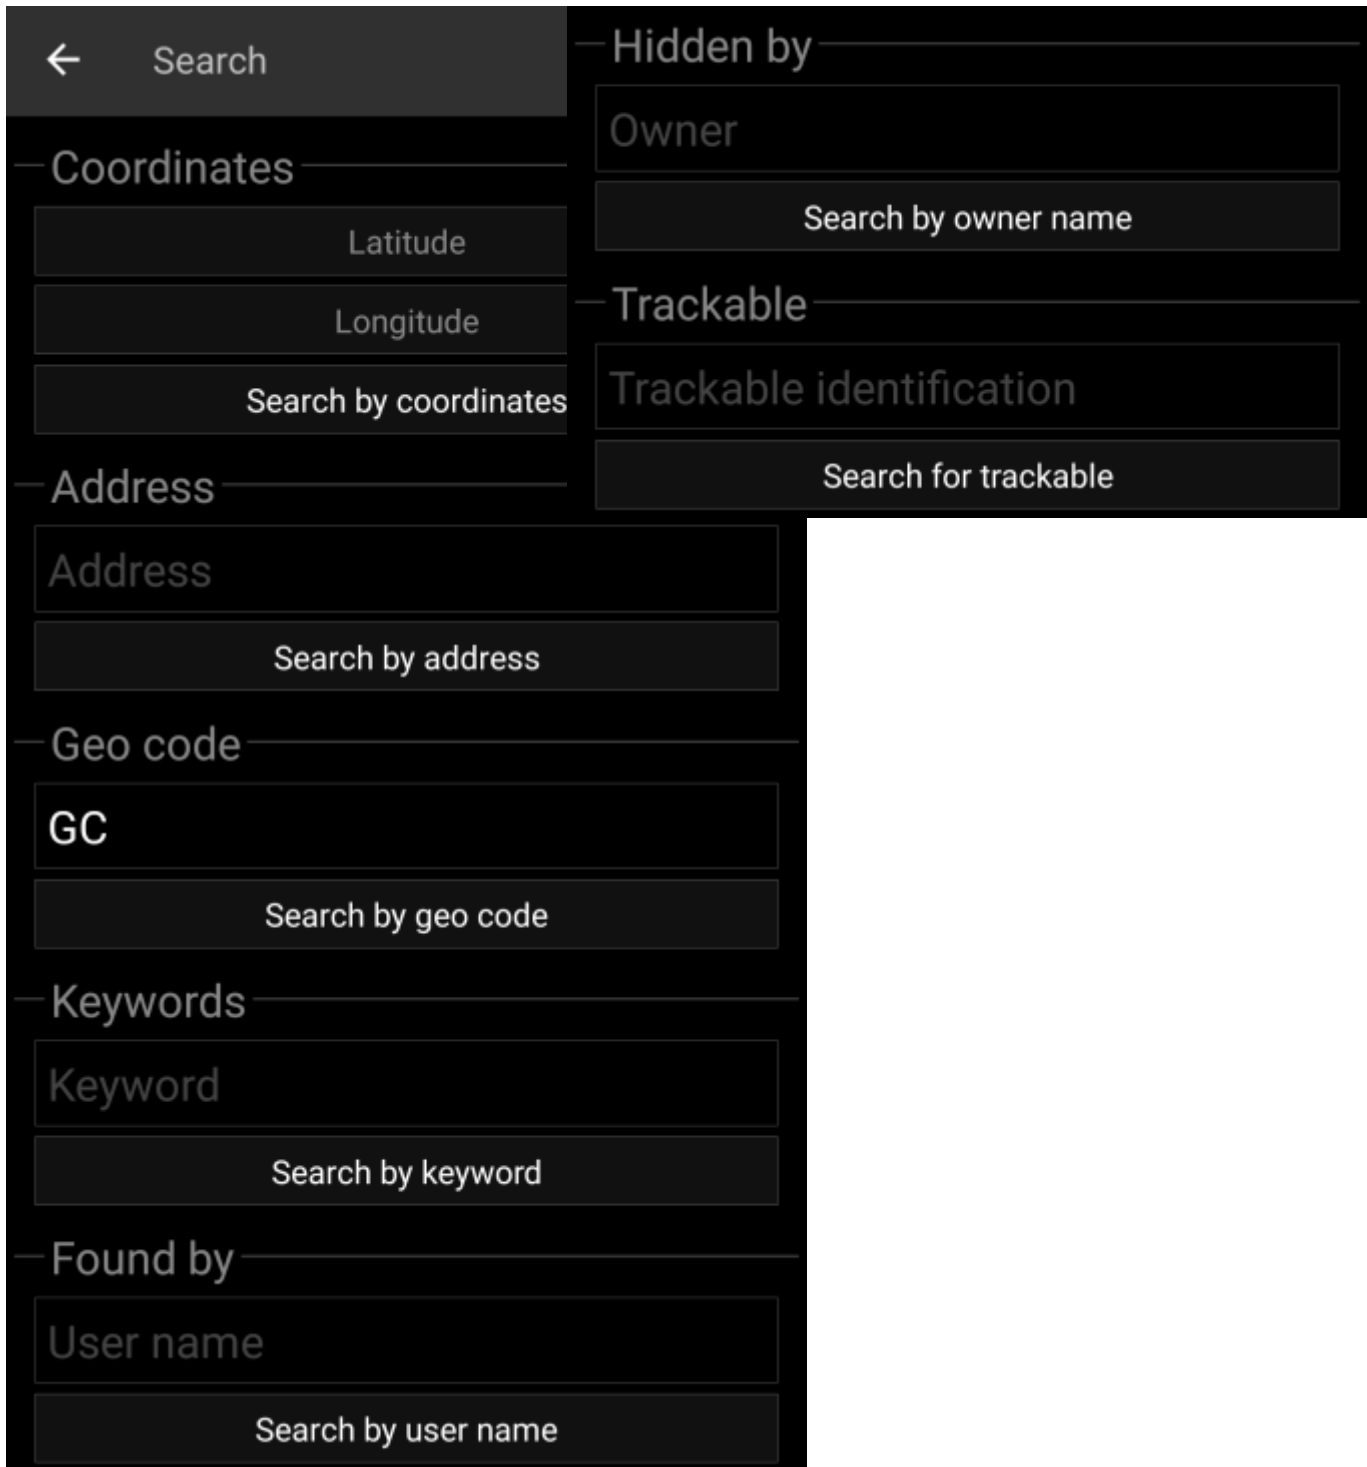 Search
Coordinates
Latitude
Longitude
Search by coordinates
Address
Address
Search by address
Geo code
GC
Search by geo code
Keywords
Keyword
Search by keyword
Found by
User name
Search by user name
Hidden by
Owner
Search by owner name
Trackable
Trackable identification
Search for trackable